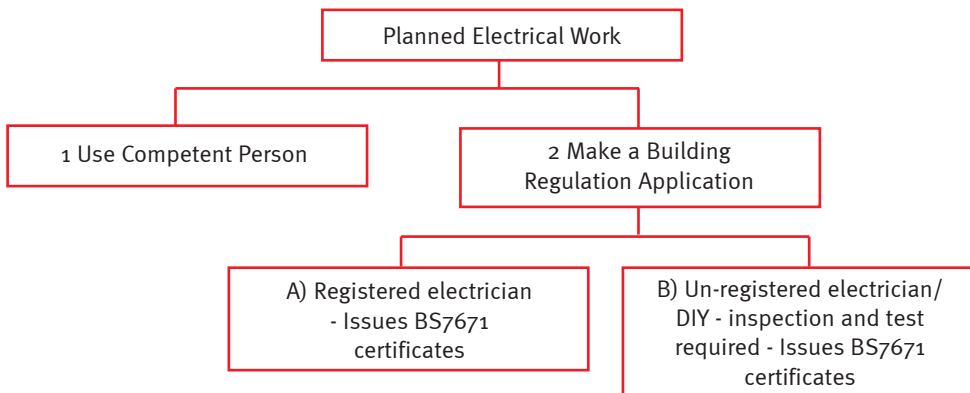 Planned Electrical Work
1 Use Competent Person
2 Make a Building
Regulation Application
A) Registered electrician
- Issues BS7671
certificates
B) Un-registered electrician/
DIY - inspection and test
required - Issues BS7671
certificates